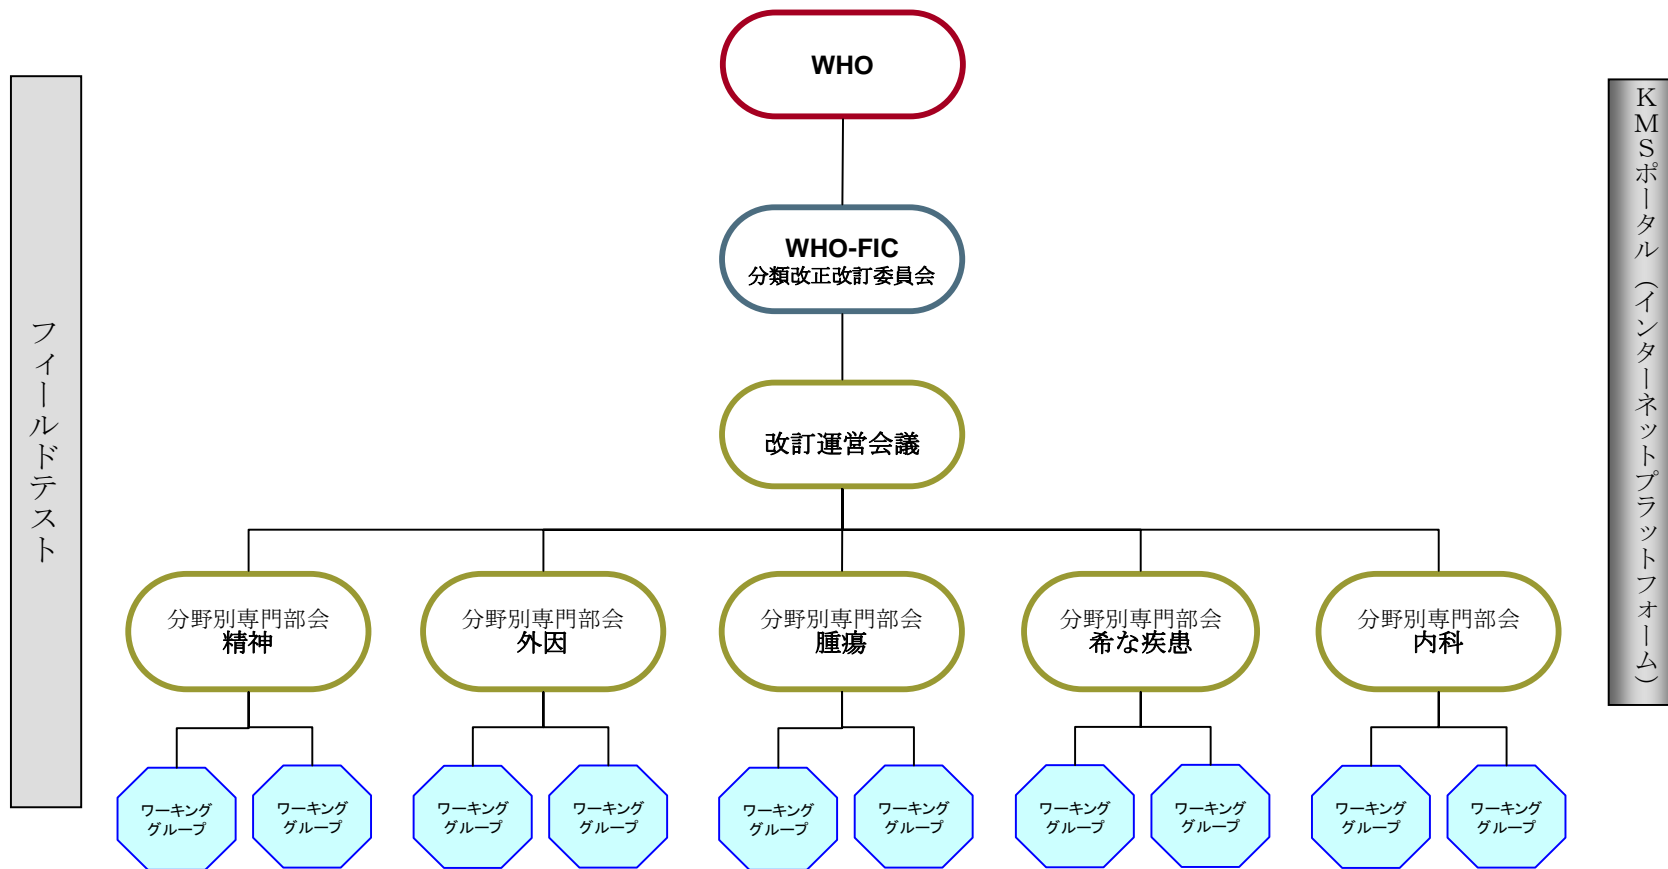 WHO
WHO-FIC
分類改正改訂委員会
改訂運営会議
分野別専門部会
精神
分野別専門部会
外因
分野別専門部会
腫瘍
分野別専門部会
希な疾患
分野別専門部会
内科
ワーキング
グループ
ワーキング
グループ
ワーキング
グループ
ワーキング
グループ
ワーキング
グループ
ワーキング
グループ
ワーキング
グループ
ワーキング
グループ
ワーキング
グループ
ワーキング
グループ
フィールドテスト
KMSポータル（インターネットプラットフォーム）